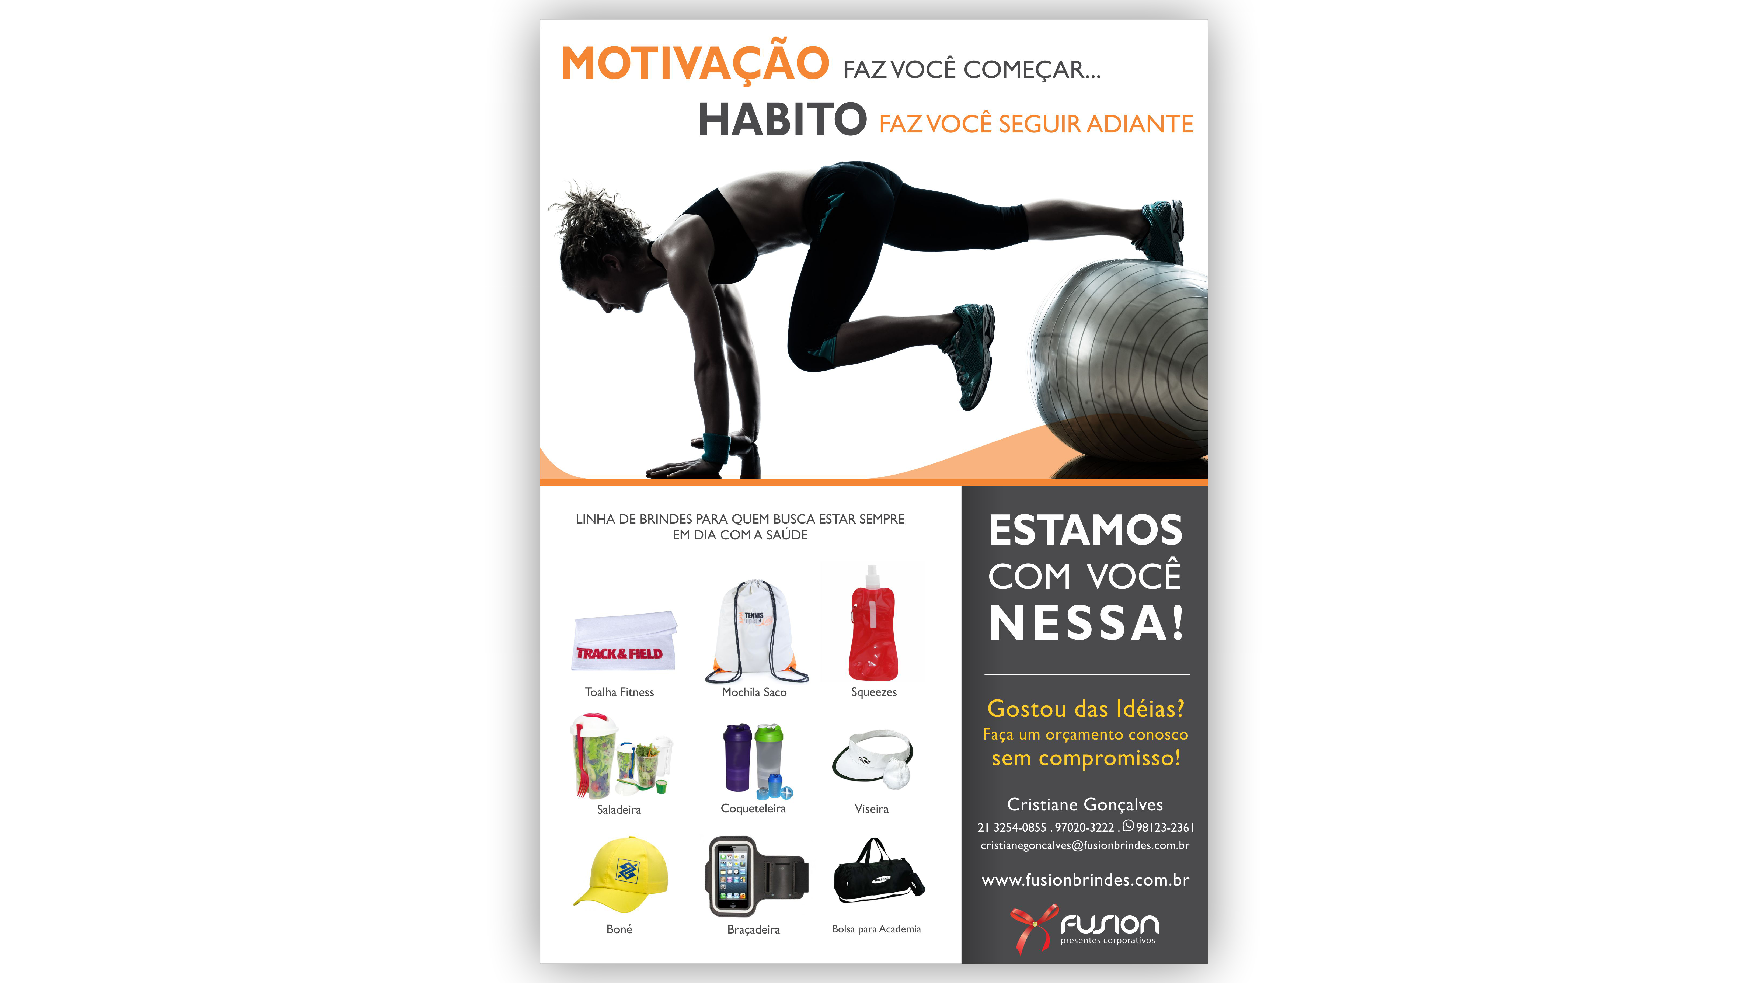 MOTIVAÇÃO FAZ VOCÊ COMEÇAR...
HABITO FAZ VOCÊ SEGUIR ADIANTE
LINHA DE BRINDES PARA QUEM BUSCA ESTAR SEMPRE
EM DIA COM A SAÚDE
TRACK & FIELD
TENNIS
Toalha Fitness
Mochila Saco
Squeezes
Saladeira
Coqueteleira
Viseira
Boné
Braçadeira
Bolsa para Academia
ESTAMOS
COM VOCÊ
NESSA!
Gostou das Idéias?
Faça um orçamento conosco
sem compromisso!
Cristiane Gonçalves
21 3254-0855 . 97020-3222 . 98123-2361
cristianegoncalves@fusionbrindes.com.br
www.fusionbrindes.com.br
FUSION
presentes corporativos